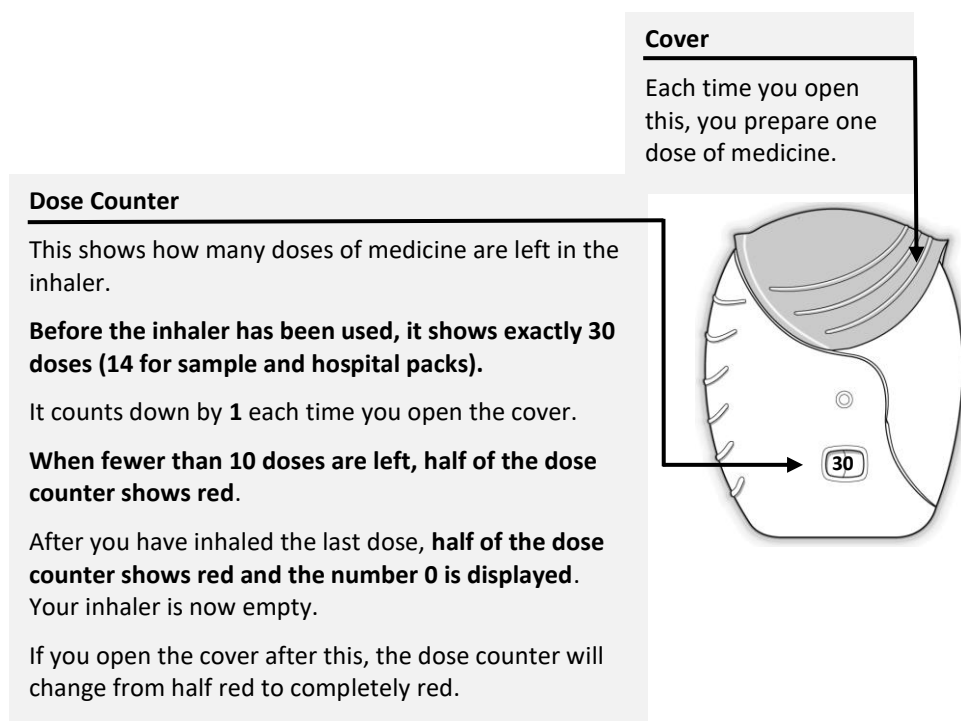 Cover
Each time you open
this, you prepare one
dose of medicine.
Dose Counter
This shows how many doses of medicine are left in the
inhaler.
Before the inhaler has been used, it shows exactly 30
doses (14 for sample and hospital packs).
It counts down by 1 each time you open the cover.
When fewer than 10 doses are left, half of the dose
counter shows red.
After you have inhaled the last dose, half of the dose
counter shows red and the number 0 is displayed.
Your inhaler is now empty.
If you open the cover after this, the dose counter will
change from half red to completely red.
30